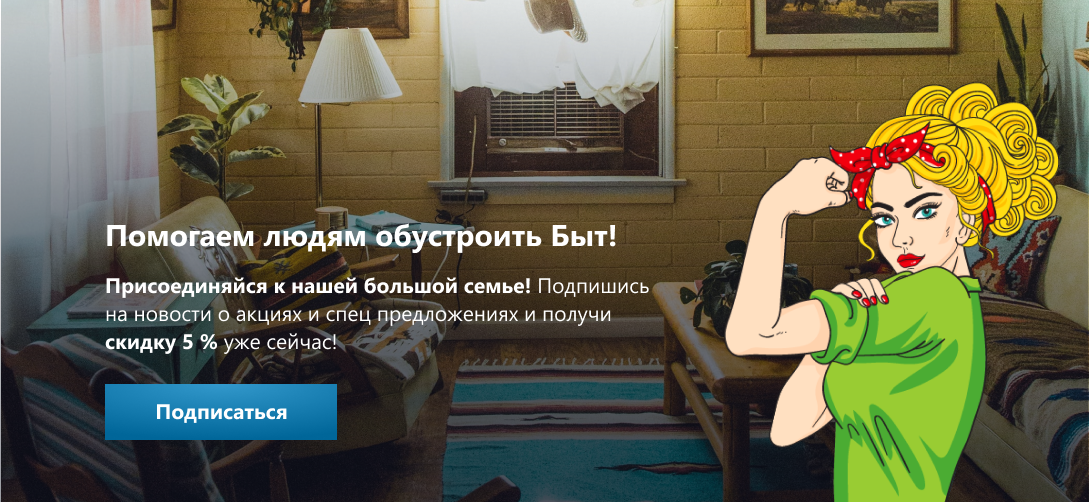 Помогаем людям обустроить Быт!
Присоединяйся к нашей большой семье! Подпишись
на новости о акциях и спец предложениях и получи
скидку 5 % уже сейчас!
Подписаться